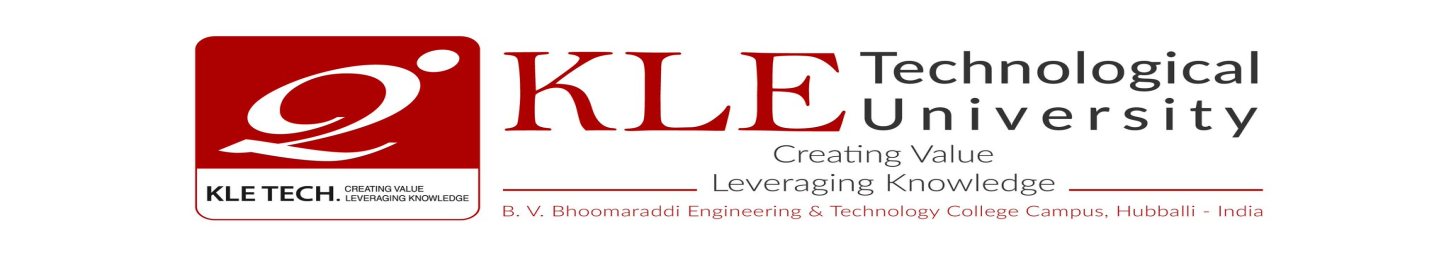 KLE Technological
University
Creating Value
Leveraging Knowledge
B. V. Bhoomaraddi Engineering & Technology College Campus, Hubballi - India
KLE TECH. CREATING VALUE
LEVERAGING KNOWLEDGE